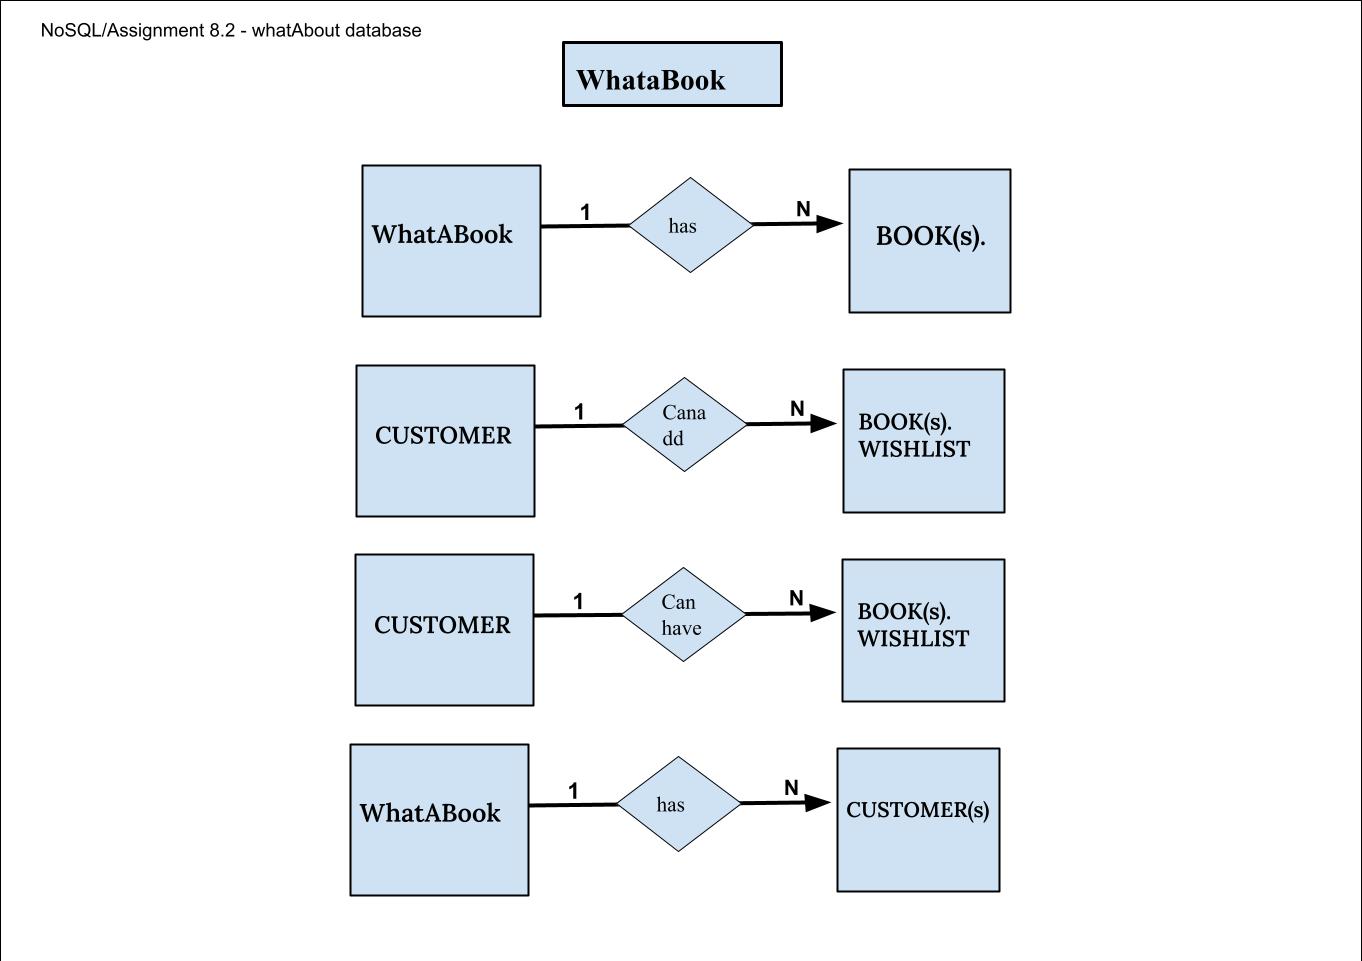 NoSQL/Assignment 8.2 - whatAbout database
WhataBook
WhatABook
1
has
N
BOOK(s).
CUSTOMER
1
Cana
dd
N
BOOK(s).
WISHLIST
CUSTOMER
1
Can
have
N
BOOK(s).
WISHLIST
WhatABook
1
has
N
CUSTOMER(s)